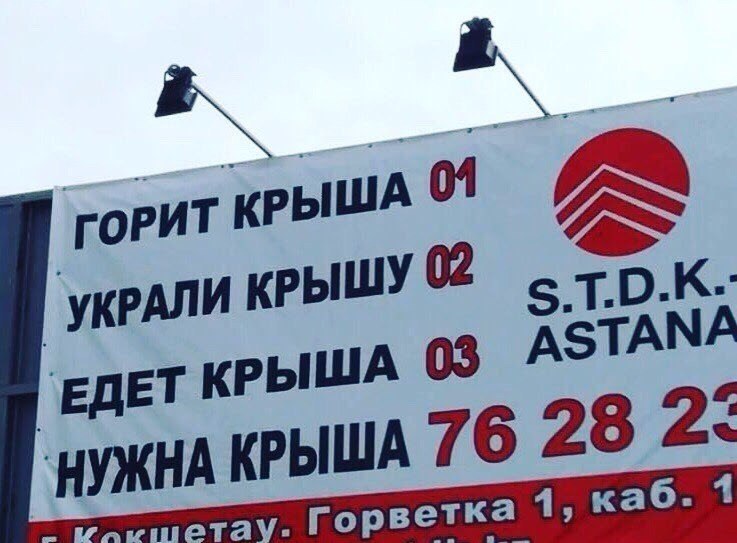 ГОРИТ КРЫША 01
УКРАЛИ КРЫШУ 02
ЕДЕТ КРЫША 03
НУЖНА КРЫША 76 28 23
S.T.D.K.-
ASTANA
г. Кокшетау. Горветка 1, каб. 1